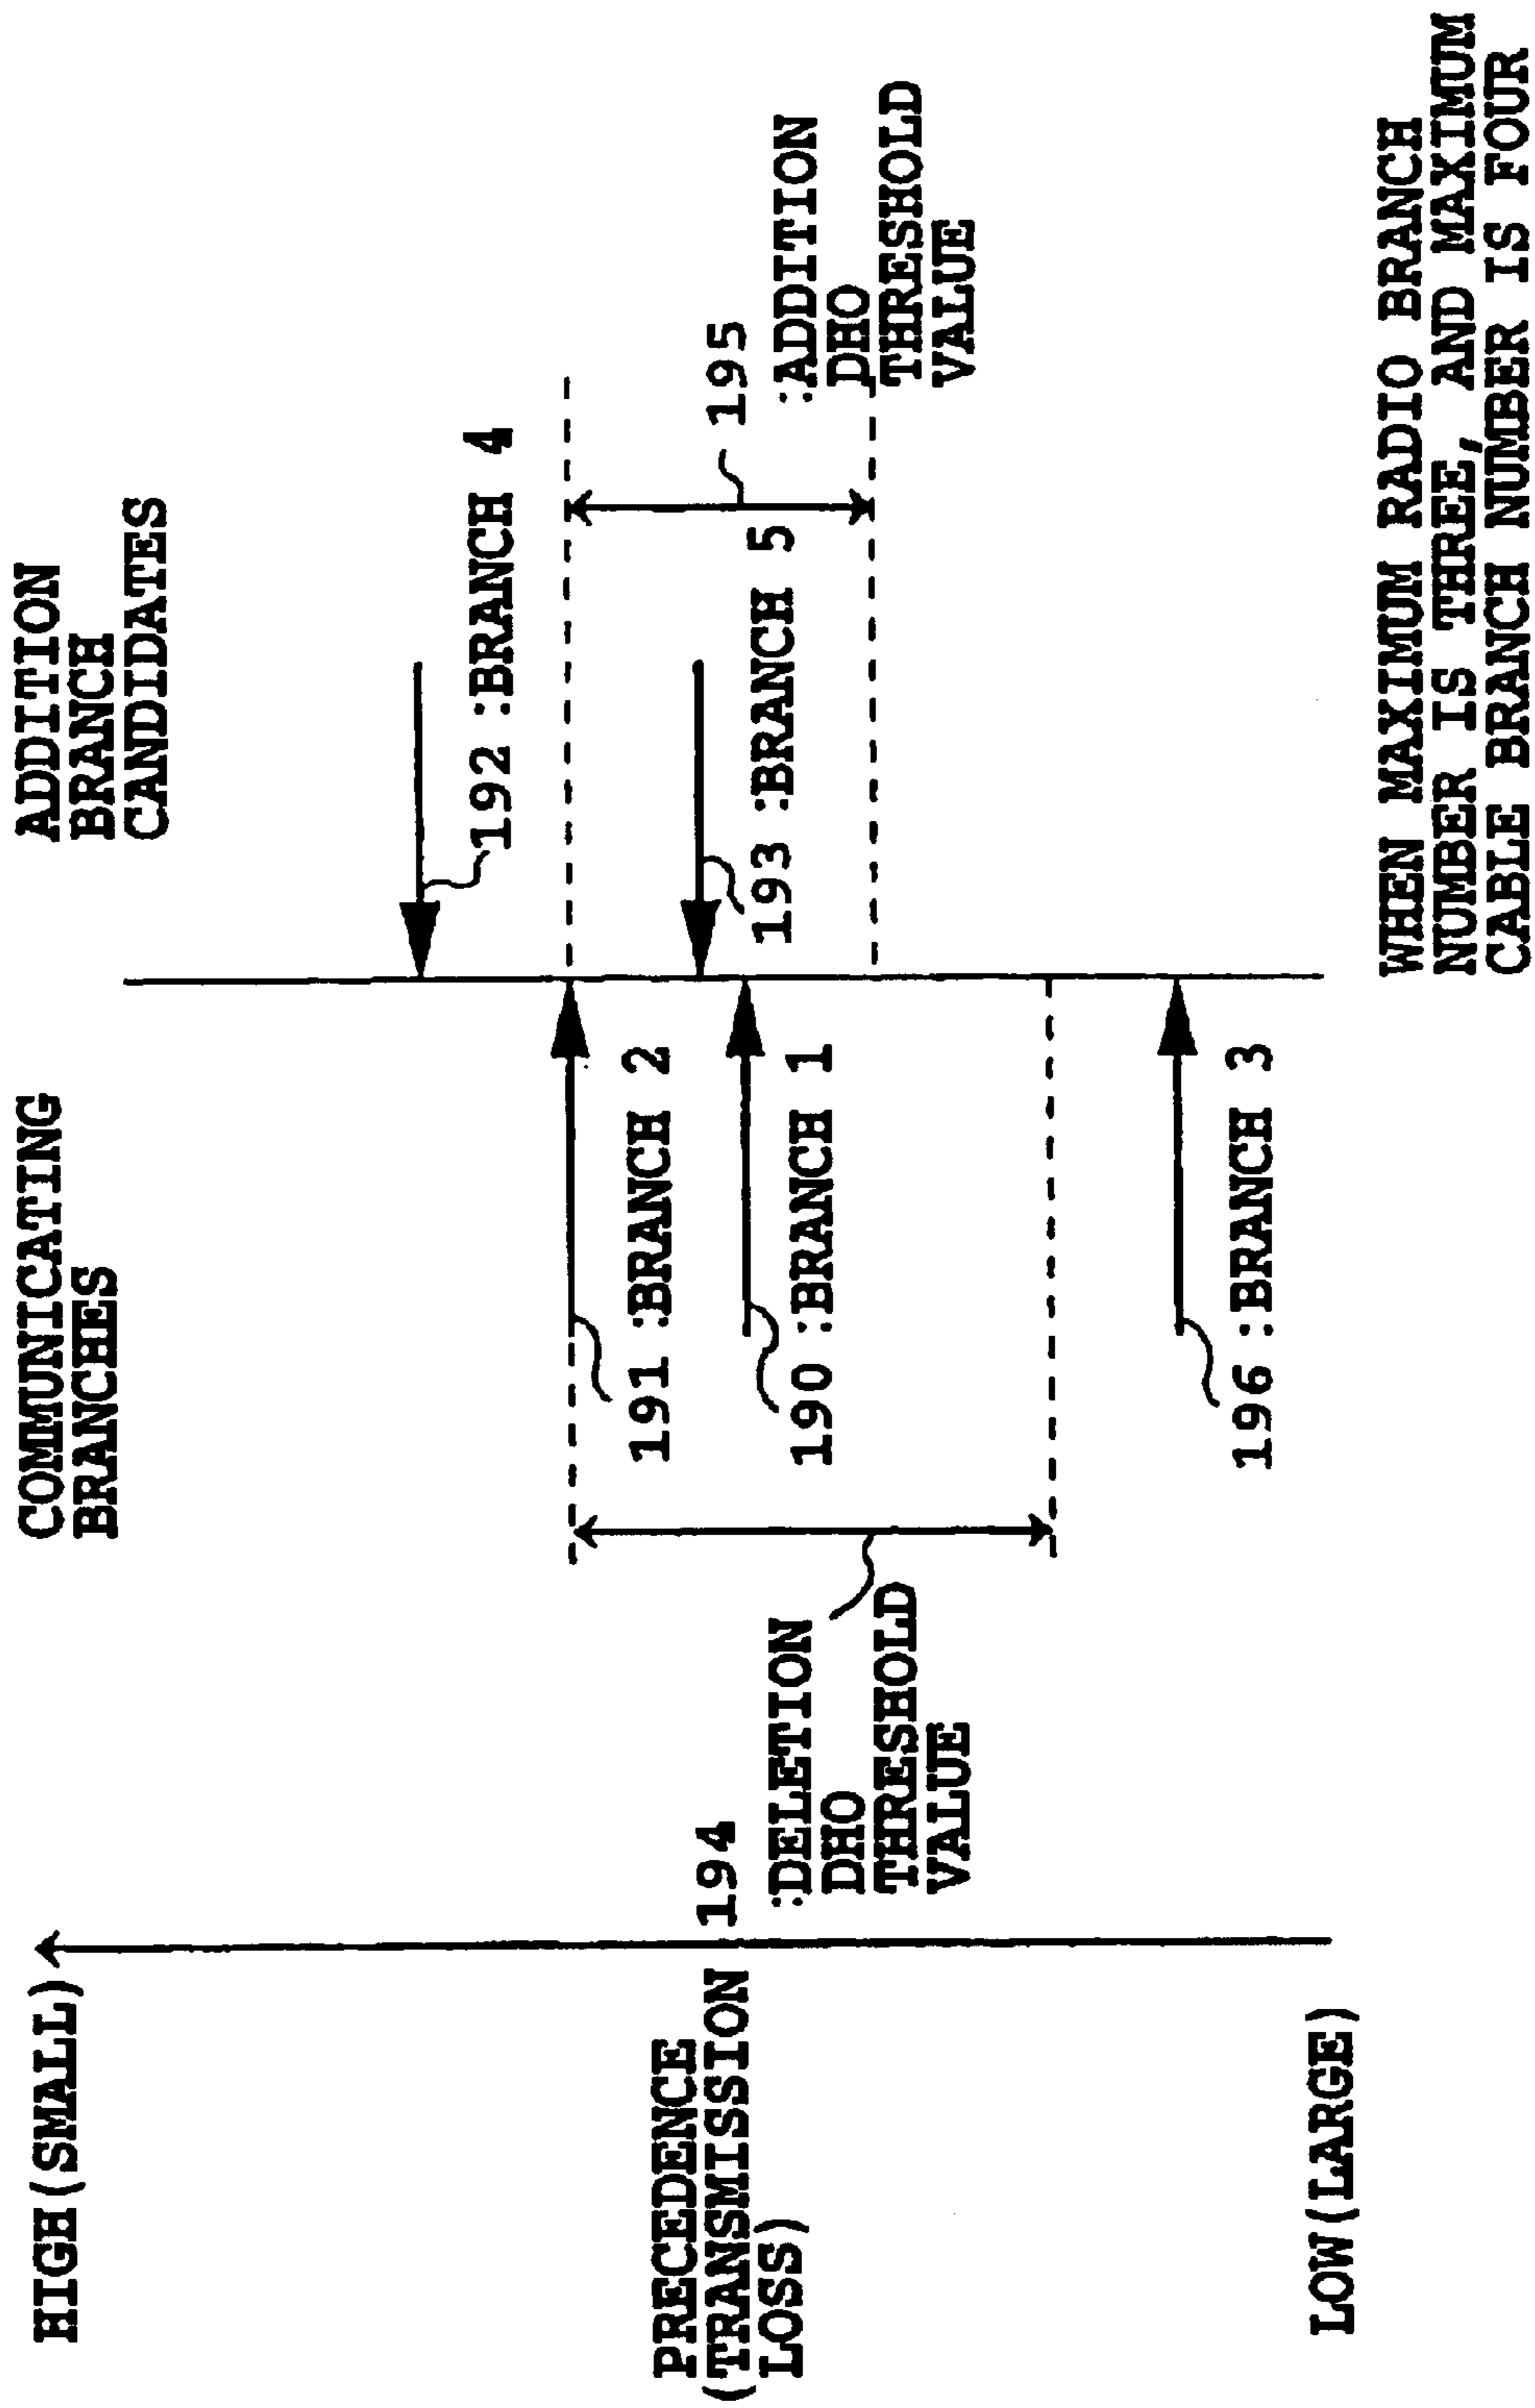 HIGH(SMALL)
PRECEDENCE
(TRANSMISSION
LOSS)
LOW(LARGE)
COMMUNICATING
BRANCHES
194
:DELETION
DHO
THRESHOLD
VALUE
191:BRANCH 2
190:BRANCH 1
196:BRANCH 3
ADDITION
BRANCH
CANDIDATES
192:BRANCH 4
193:BRANCH 5
195
:ADDITION
DHO
THRESHOLD
VALUE
WHEN MAXIMUM RADIO BRANCH
NUMBER IS THREE, AND MAXIMUM
CABLE BRANCH NUMBER IS FOUR